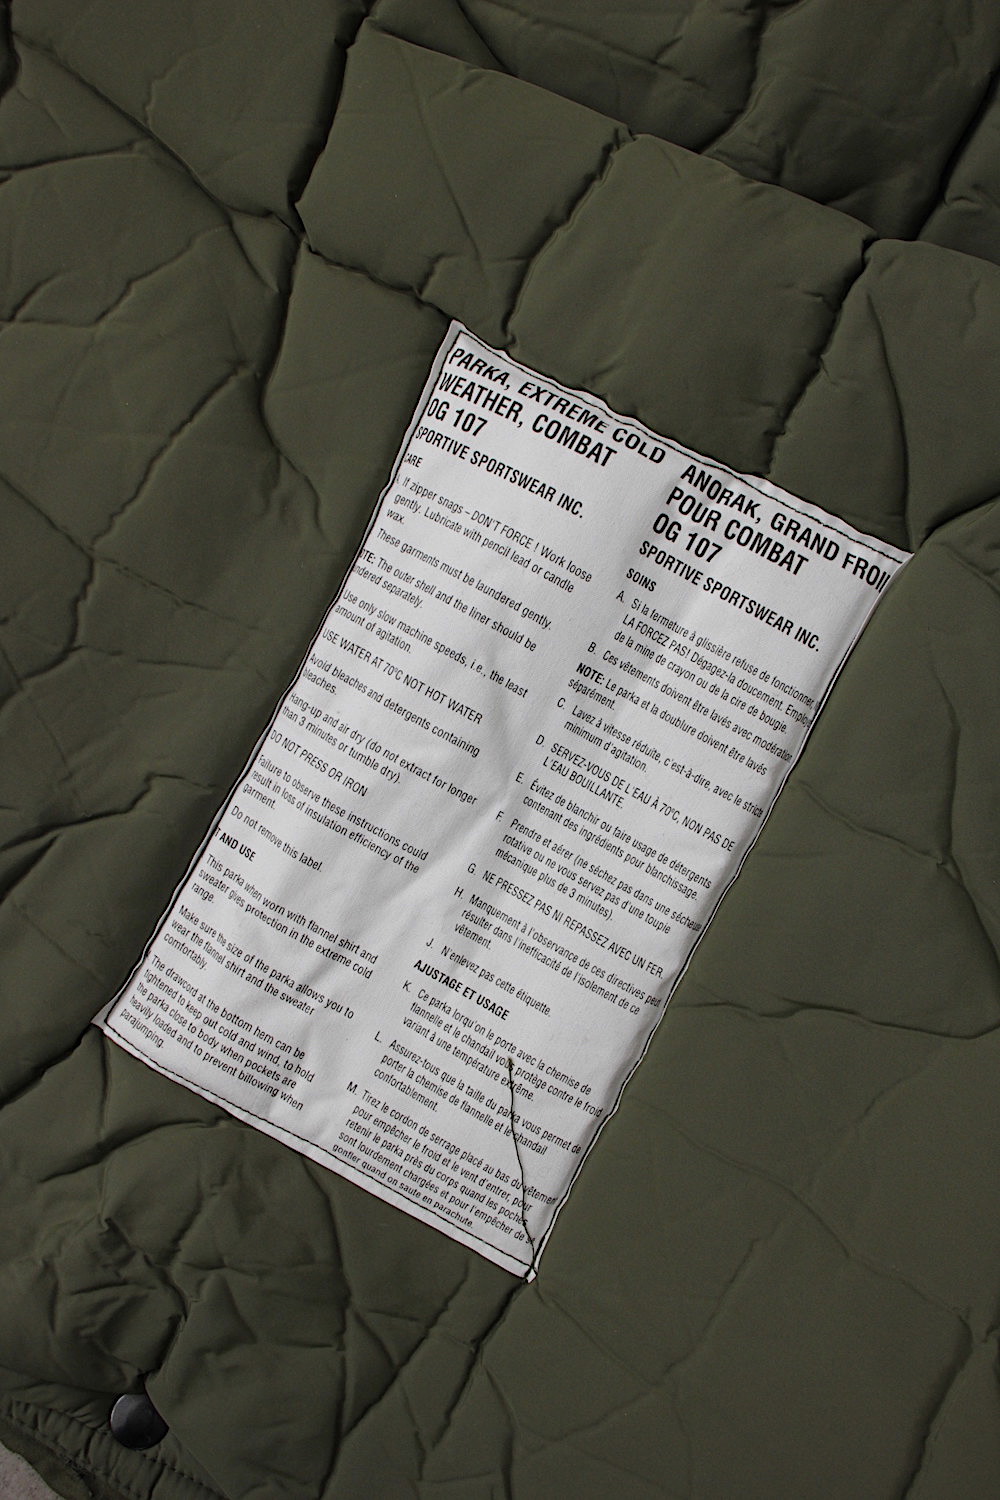 PARKA, EXTREME COLD
WEATHER, COMBAT
OG 107
SPORTIVE SPORTSWEAR INC.
CARE
If zipper snags – DON'T FORCE ! Work loose
gently. Lubricate with pencil lead or candle
wax.
These garments must be laundered gently.
TE: The outer shell and the liner should be
ndered separately.
Use only slow machine speeds, i.e., the least
amount of agitation.
USE WATER AT 70°C NOT HOT WATER
Avoid bleaches and detergents containing
bleaches.
Hang-up and air dry (do not extract for longer
than 3 minutes or tumble dry).
DO NOT PRESS OR IRON
Failure to observe these instructions could
result in loss of insulation efficiency of the
garment.
Do not remove this label.
T AND USE
This parka when worn with flannel shirt and
sweater gives protection in the extreme cold
range.
Make sure the size of the parka allows you to
wear the flannel shirt and the sweater
comfortably.
The drawcord at the bottom hem can be
tightened to keep out cold and wind, to hold
the parka close to body when pockets are
heavily loaded and to prevent billowing when
parajumping.
ANORAK, GRAND FROI
POUR COMBAT
OG 107
SPORTIVE SPORTSWEAR INC.
SOINS
A. Si la fermeture à glissière refuse de fonctionner,
LA FORCEZ PAS! Dégagez-la doucement. Emplo
de la mine de crayon ou de la cire de bougie.
B. Ces vêtements doivent être lavés avec modération
NOTE: Le parka et la doublure doivent être lavés
séparément.
C. Lavez à vitesse réduite, c'est-à-dire, avec le stricte
minimum d'agitation.
D. SERVEZ-VOUS DE L'EAU À 70°C, NON PAS DE
L'EAU BOUILLANTE.
E. Évitez de blanchir ou faire usage de détergents
contenant des ingrédients pour blanchissage.
F. Prendre et aérer (ne séchez pas dans une sécheus
rotative ou ne vous servez pas d'une toupie
mécanique plus de 3 minutes).
G. NE PRESSEZ PAS NI REPASSEZ AVEC UN FER.
H. Manquement à l'observance de ces directives peut
résulter dans l'inefficacité de l'isolement de ce
vêtement.
J. N'enlevez pas cette étiquette.
AJUSTAGE ET USAGE
K. Ce parka lorqu'on le porte avec la chemise de
flannelle et le chandail vous protège contre le froid
variant à une température extrême.
L. Assurez-tous que la taille du parka vous permet de
porter la chemise de flannelle et le chandail
confortablement.
M. Tirez le cordon de serrage placé au bas du vêtement
pour empêcher le froid et le vent d'entrer, pour
retenir le parka près du corps quand les poches
sont lourdement chargées et pour l'empêcher de se
gonfler quand on saute en parachute.